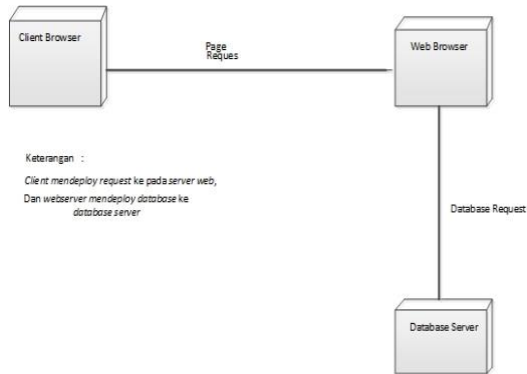 Client Browser
Page
Reques
Web Browser
Keterangan :
Client mendeploy request ke pada server web,
Dan webserver mendeploy database ke
database server
Database Request
Database Server